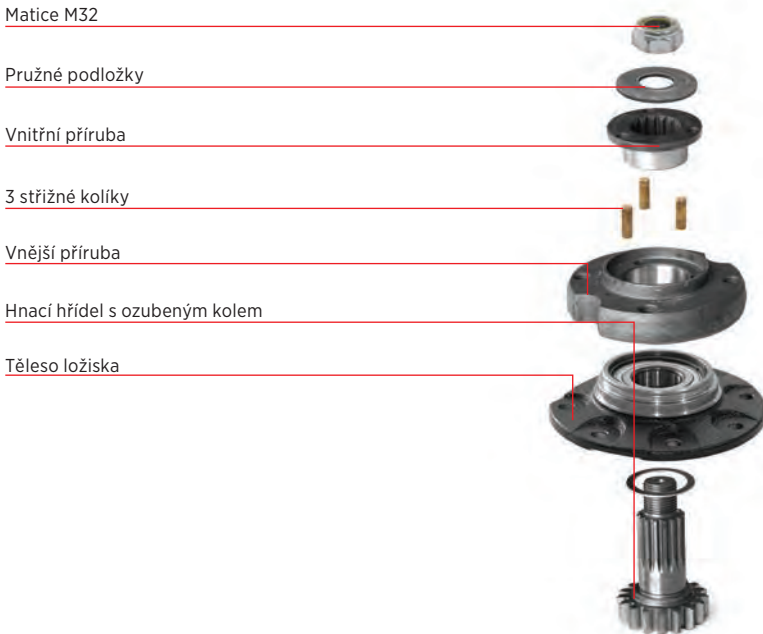 Matice M32
Pružné podložky
Vnitřní příruba
3 střižné kolíky
Vnější příruba
Hnací hřídel s ozubeným kolem
Těleso ložiska